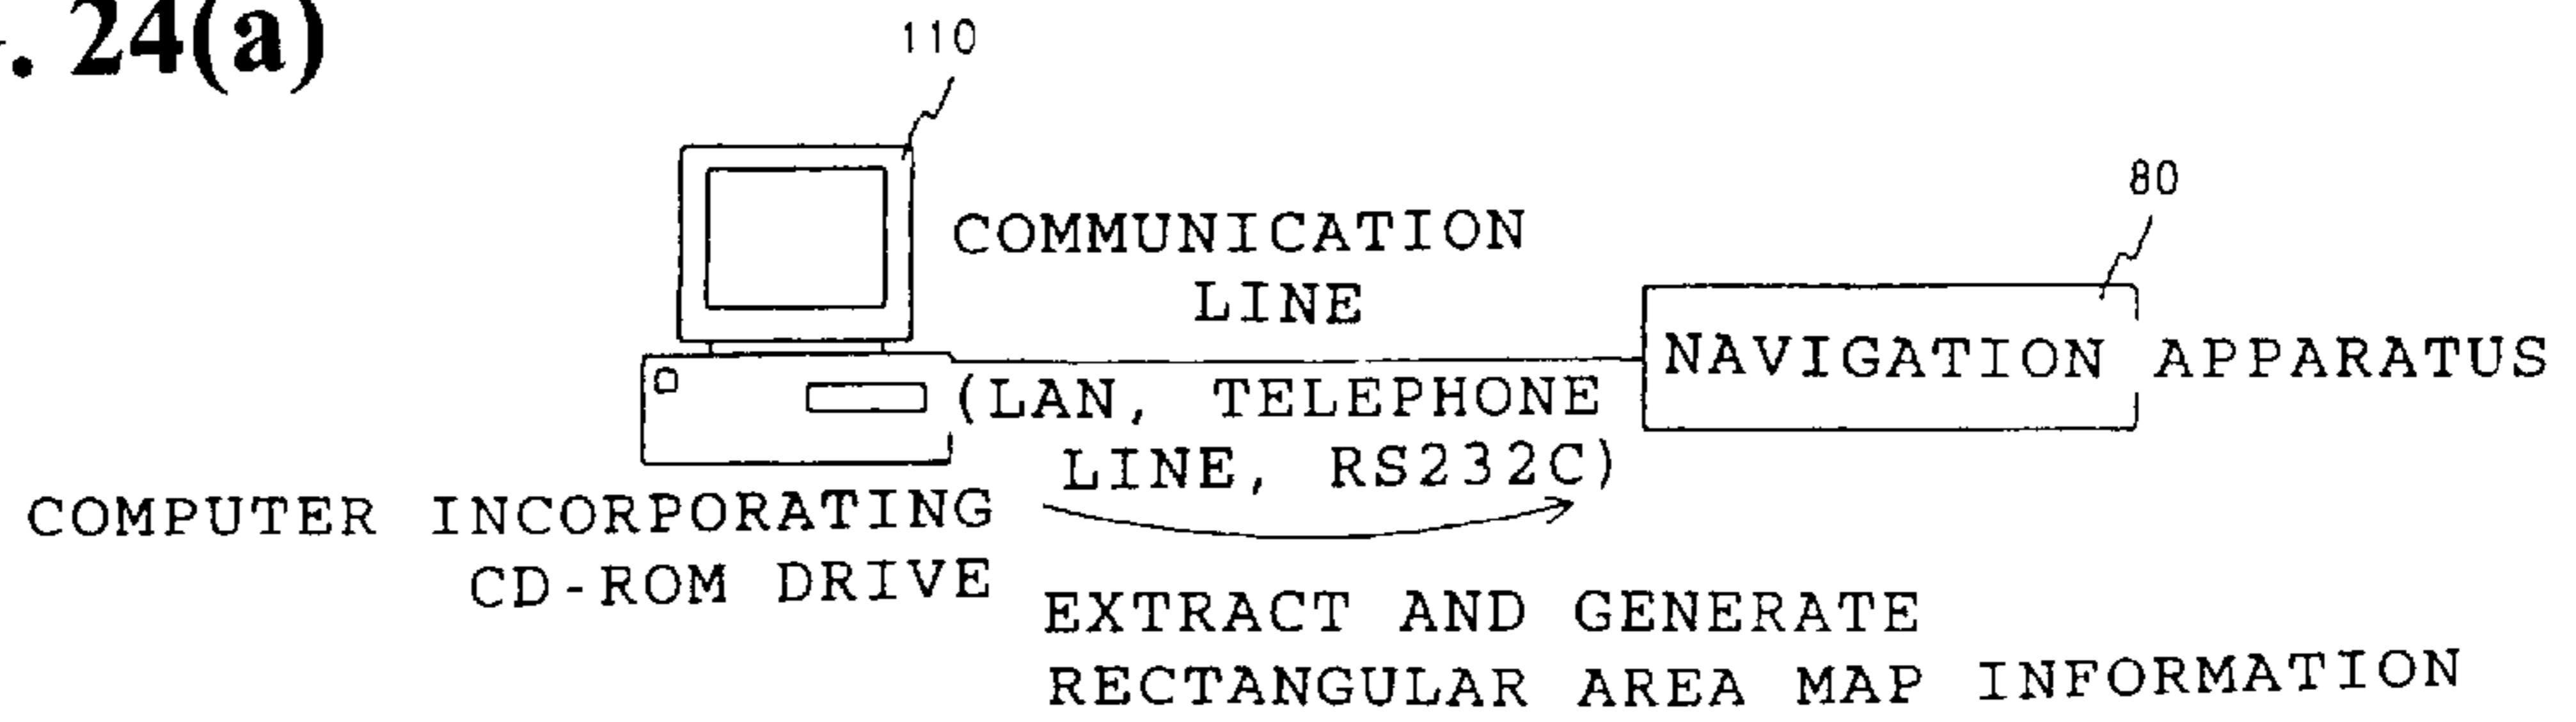 . 24(a)
110
80
COMMUNICATION
LINE
NAVIGATION APPARATUS
(LAN, TELEPHONE
LINE, RS232C)
COMPUTER INCORPORATING
CD-ROM DRIVE
EXTRACT AND GENERATE
RECTANGULAR AREA MAP INFORMATION